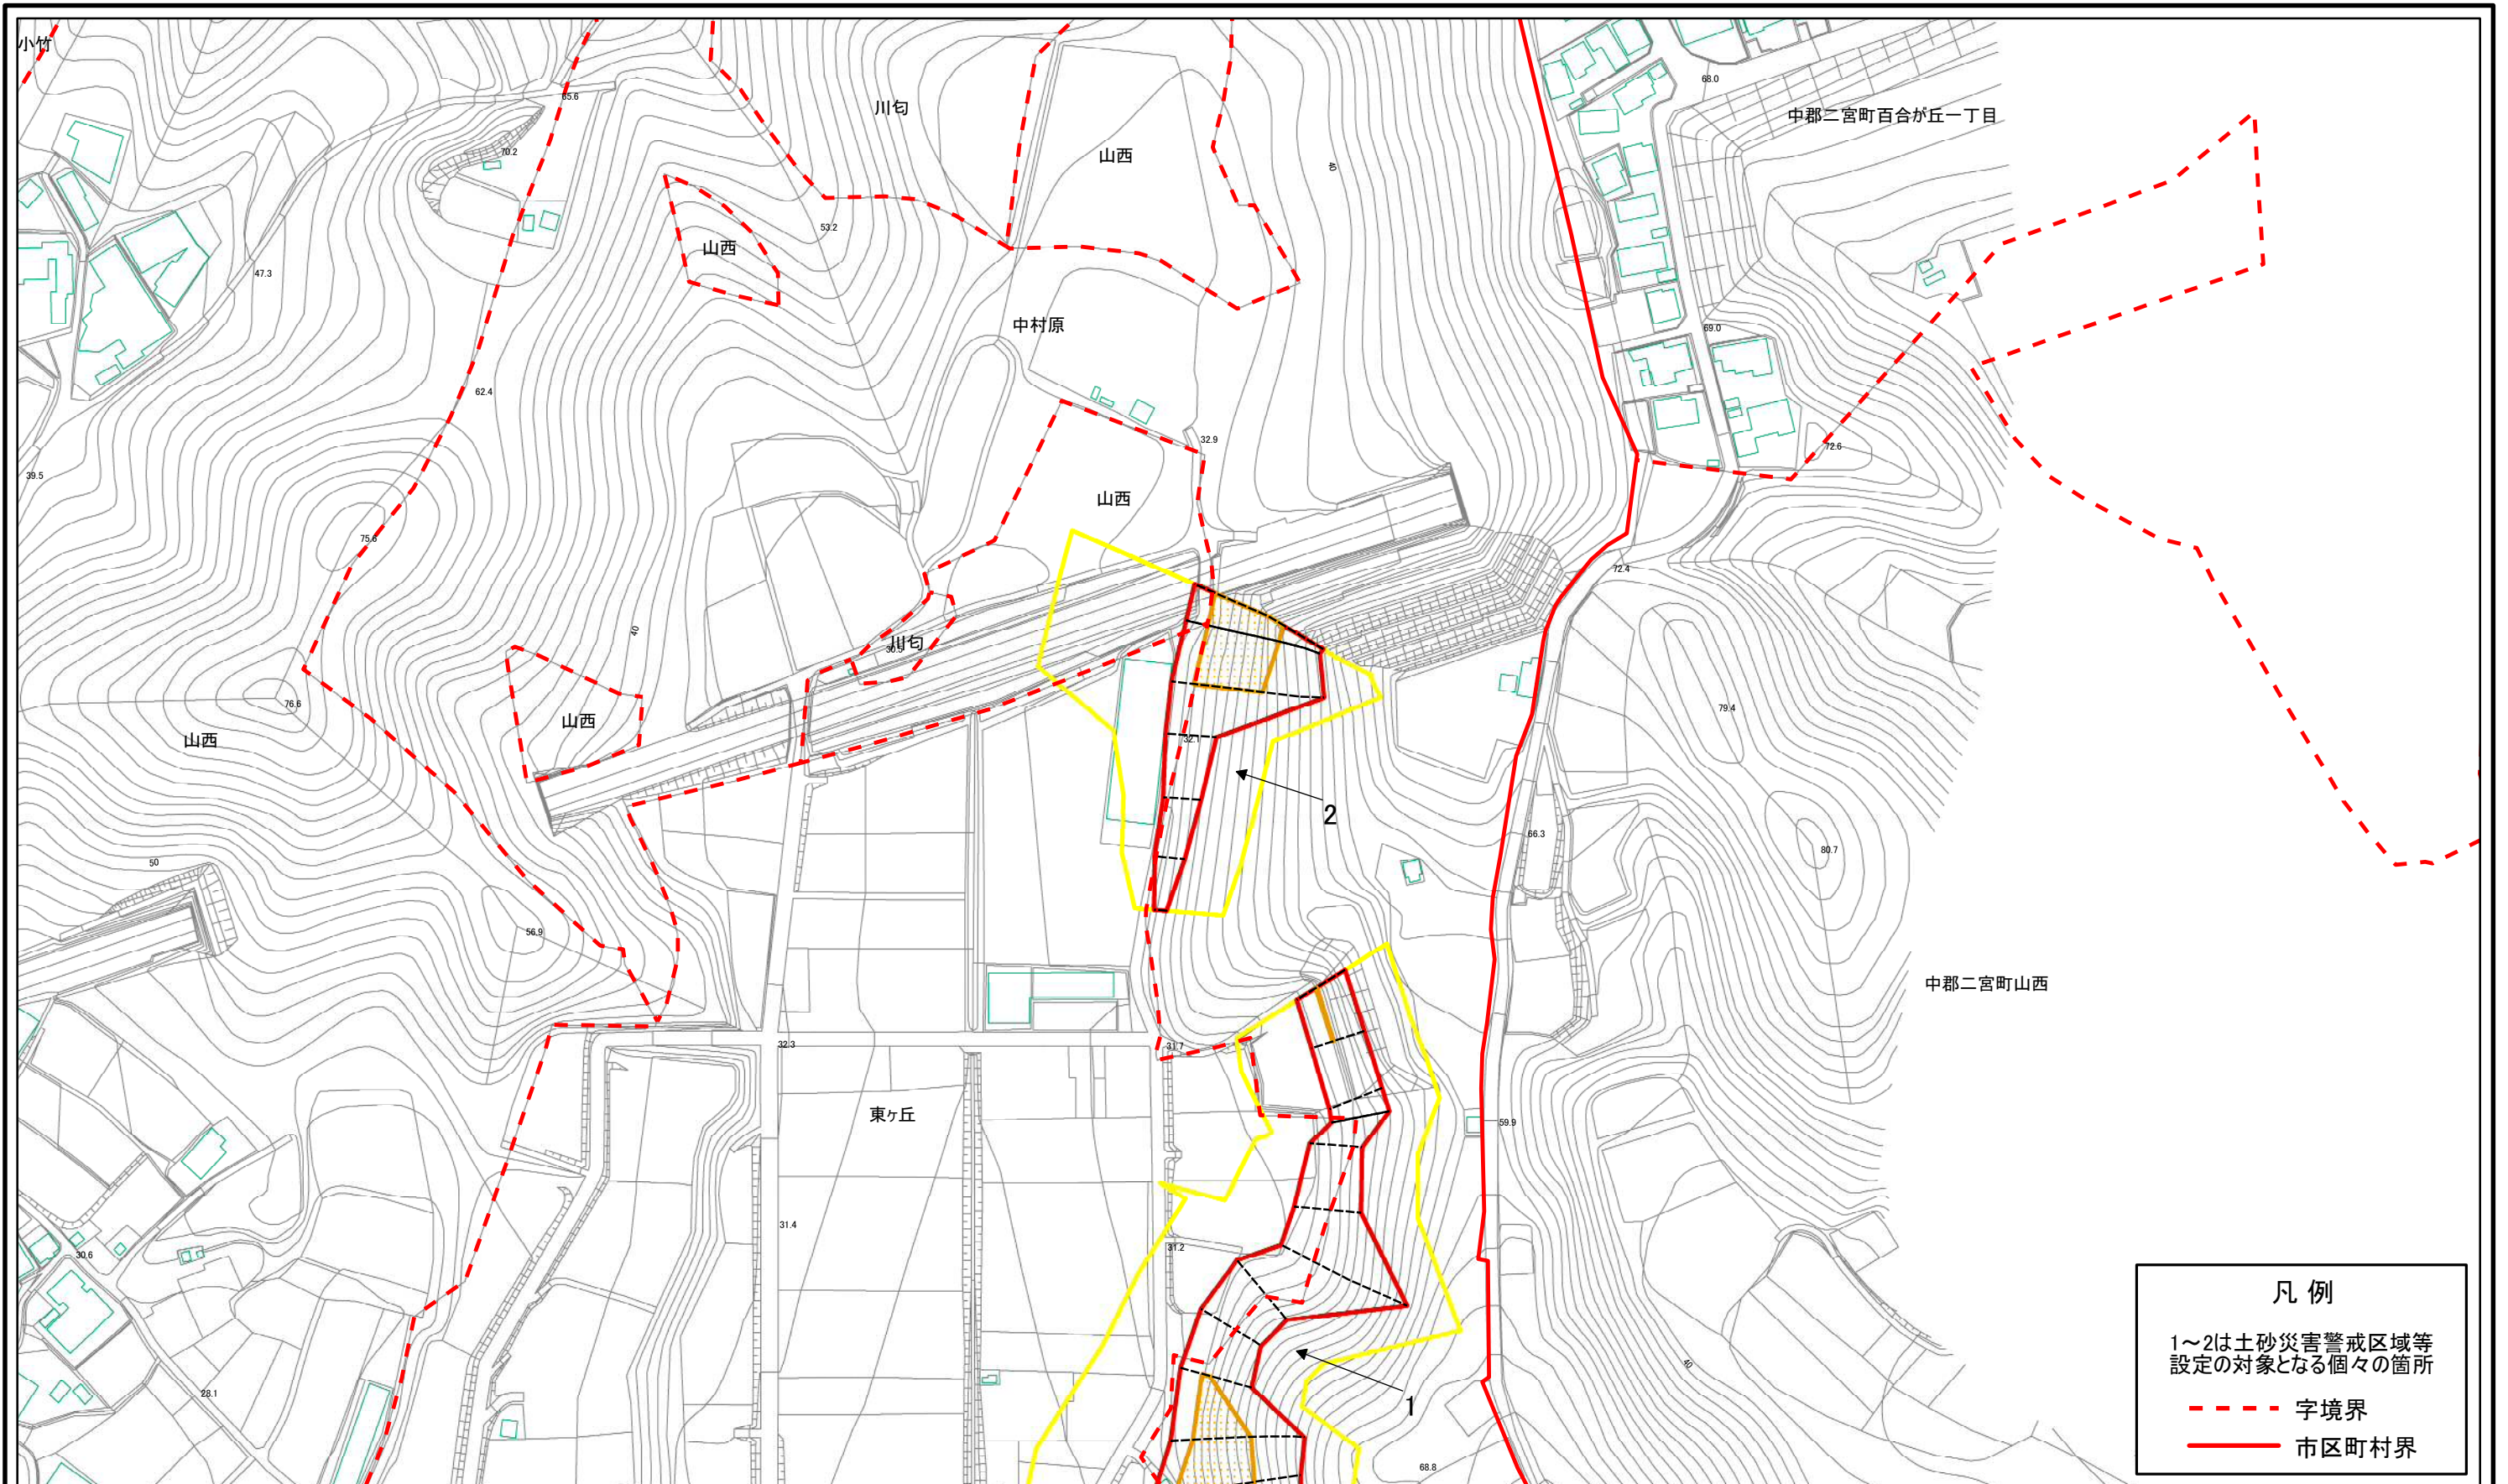 小竹
68.0
65.6
川匂
中郡二宮町百合が丘一丁目
70.2
山西
40
53.2
山西
47.3
中村原
69.0
62.4
32.9
72.6
39.5
山西
75.6
72.4
40
川匂
30.9
76.6
山西
79.4
山西
32.1
2
66.3
80.7
50
56.9
中郡二宮町山西
32.3
31.7
東ヶ丘
59.9
31.4
31.2
30.6
凡 例
1～2は土砂災害警戒区域等
設定の対象となる個々の箇所
40
28.1
1
字境界
市区町村界
68.8